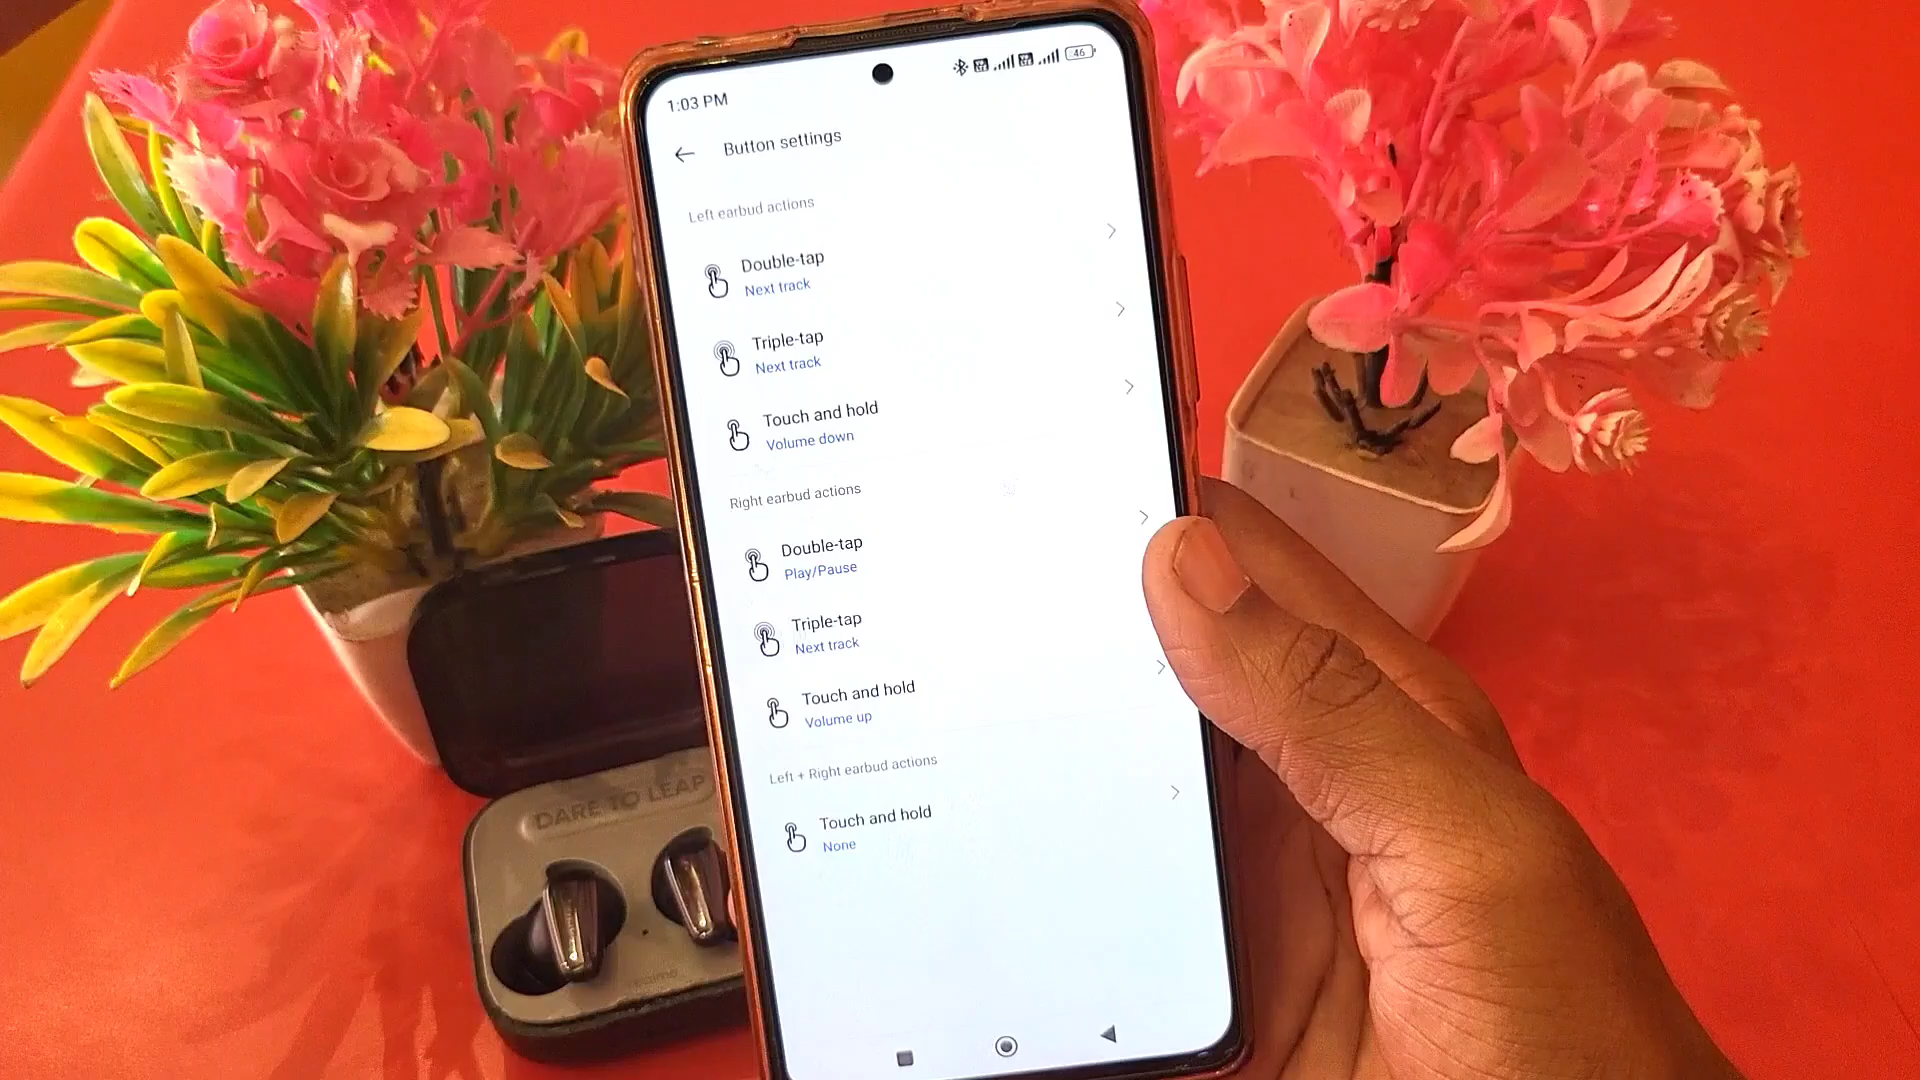 1:03 PM
46
Button settings
Left earbud actions
Double-tap
Next track
Triple-tap
Next track
Touch and hold
Volume down
Right earbud actions
Double-tap
Play/Pause
Triple-tap
Next track
Touch and hold
Volume up
Left + Right earbud actions
Touch and hold
None
DARE TO LEAP